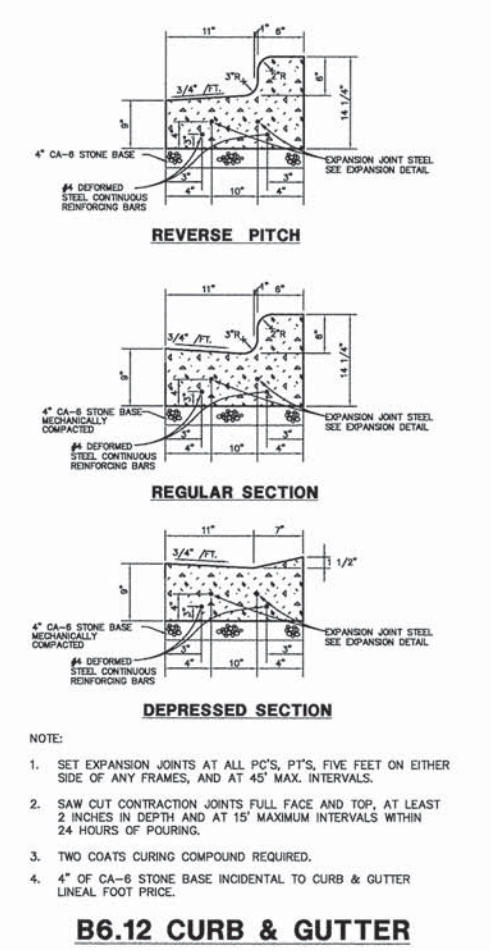 11" 1" 6"
3"R 2"R
3/4" /FT.
6"
14 1/4"
9"
4"
3"
4" CA-6 STONE BASE
EXPANSION JOINT STEEL
SEE EXPANSION DETAIL
3" 3"
#4 DEFORMED
STEEL CONTINUOUS
REINFORCING BARS
4" 10" 4"
REVERSE PITCH
11" 1" 6"
3/4" /FT.
3"R 2"R
6"
14 1/4"
9"
4"
3"
4" CA-6 STONE BASE
MECHANICALLY
COMPACTED
EXPANSION JOINT STEEL
SEE EXPANSION DETAIL
3" 3"
#4 DEFORMED
STEEL CONTINUOUS
REINFORCING BARS
4" 10" 4"
REGULAR SECTION
11" 7"
3/4" /FT.
1 1/2"
9"
4"
3"
4" CA-6 STONE BASE
MECHANICALLY
COMPACTED
EXPANSION JOINT STEEL
SEE EXPANSION DETAIL
3" 3"
#4 DEFORMED
STEEL CONTINUOUS
REINFORCING BARS
4" 10" 4"
DEPRESSED SECTION
NOTE:
1. SET EXPANSION JOINTS AT ALL PC'S, PT'S, FIVE FEET ON EITHER
SIDE OF ANY FRAMES, AND AT 45' MAX. INTERVALS.
2. SAW CUT CONTRACTION JOINTS FULL FACE AND TOP, AT LEAST
2 INCHES IN DEPTH AND AT 15' MAXIMUM INTERVALS WITHIN
24 HOURS OF POURING.
3. TWO COATS CURING COMPOUND REQUIRED.
4. 4" OF CA-6 STONE BASE INCIDENTAL TO CURB & GUTTER
LINEAL FOOT PRICE.
B6.12 CURB & GUTTER